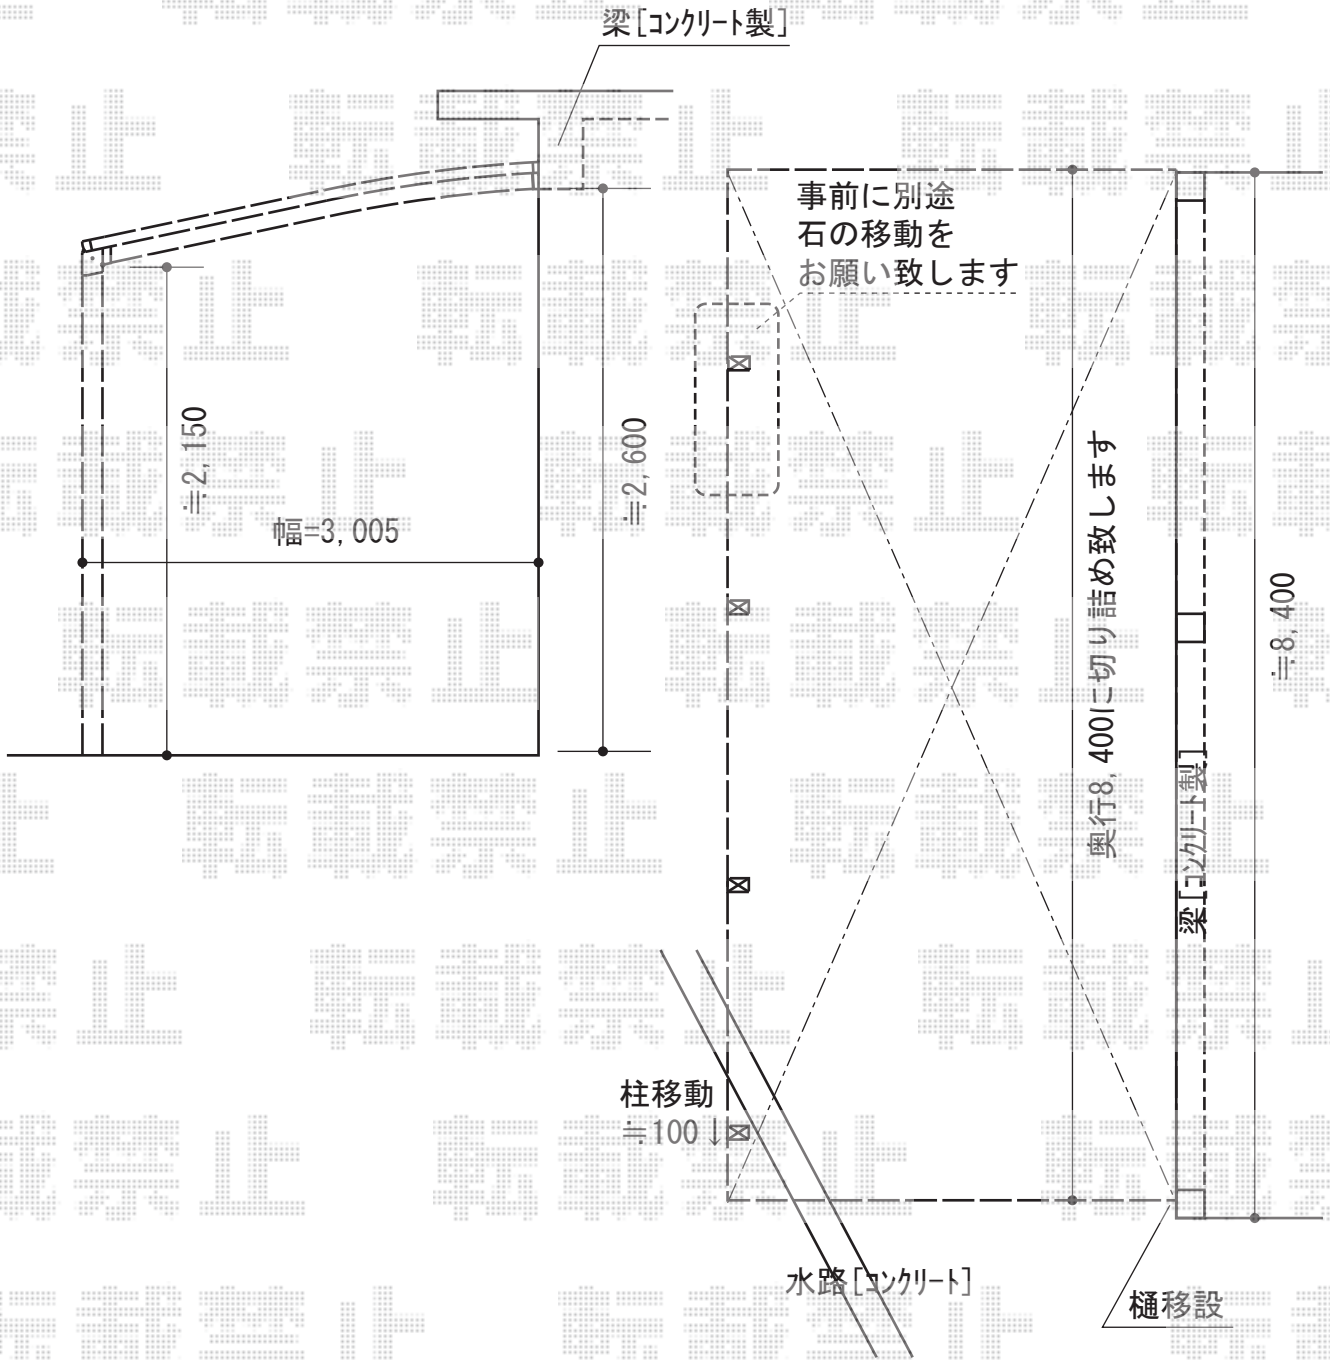 梁[コンクリート製]
事前に別途
石の移動を
お願い致します
≒2,150
幅=3,005
≒2,600
奥行8,400に切り詰め致します
梁[コンクリート製]
≒8,400
柱移動
≒100↓
水路[コンクリート]
樋移設
転載禁止